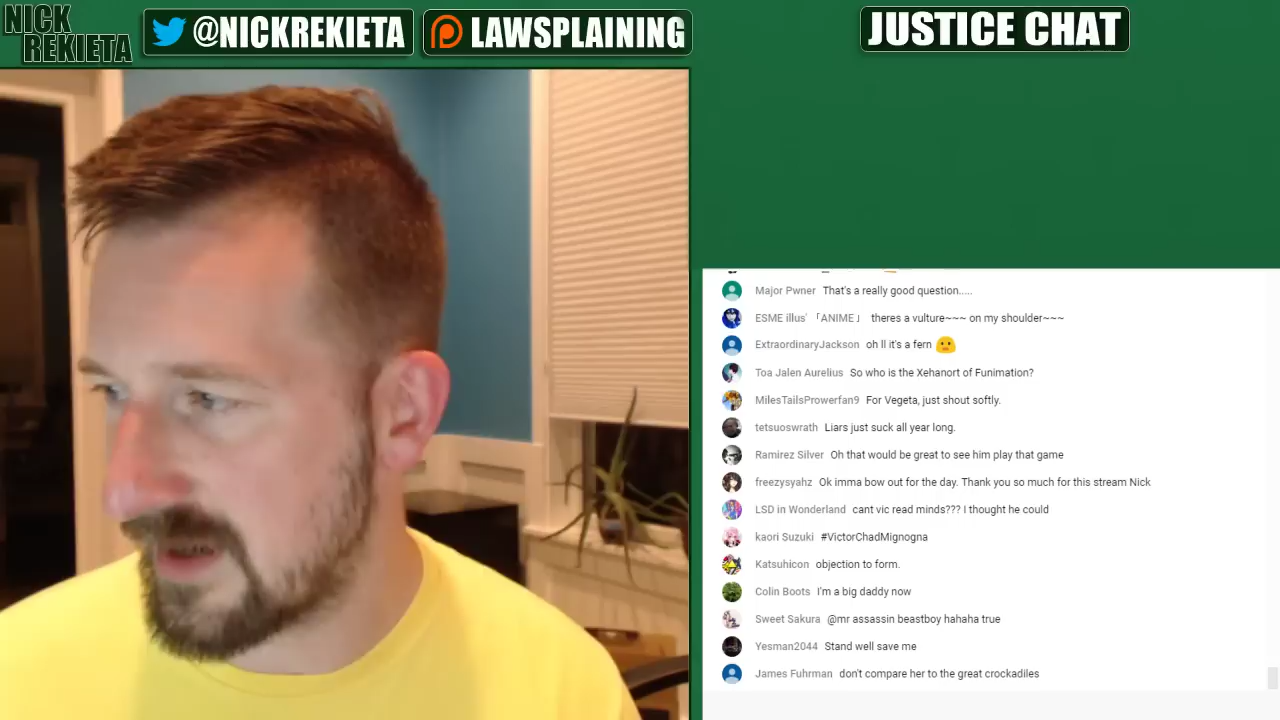 NICK
REKIETA
@NICKREKIETA
LAWSPLAINING
JUSTICE CHAT
Major Pwner That's a really good question.....
ESME illus' 「ANIME」 theres a vulture~~~ on my shoulder~~~
ExtraordinaryJackson oh ll it's a fern
Toa Jalen Aurelius So who is the Xehanort of Funimation?
MilesTailsProwerfan9 For Vegeta, just shout softly.
tetsuoswrath Liars just suck all year long.
Ramirez Silver Oh that would be great to see him play that game
freezysyahz Ok imma bow out for the day. Thank you so much for this stream Nick
LSD in Wonderland cant vic read minds??? I thought he could
kaori Suzuki #VictorChadMignogna
Katsuhicon objection to form.
Colin Boots I'm a big daddy now
Sweet Sakura @mr assassin beastboy hahaha true
Yesman2044 Stand well save me
James Fuhrman don't compare her to the great crockadiles